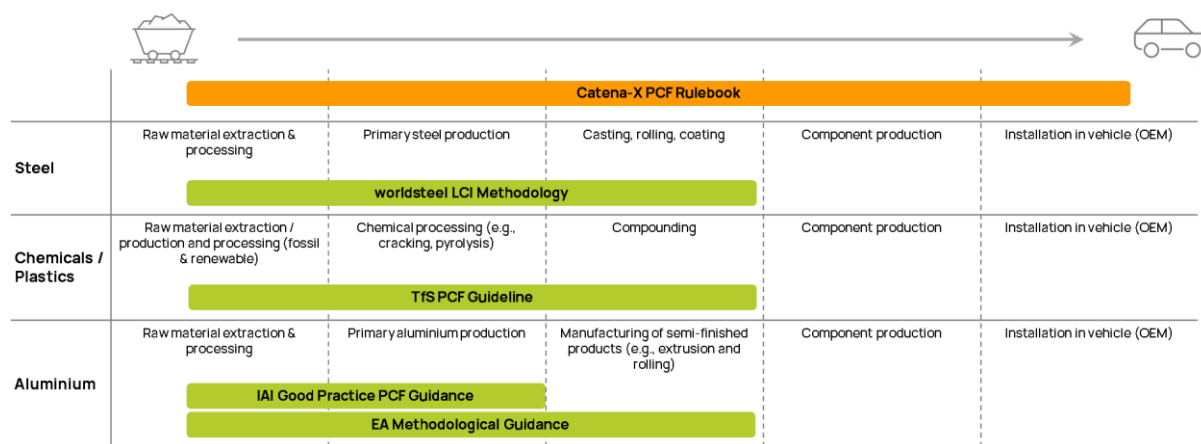 Catena-X PCF Rulebook
Steel
Raw material extraction &
processing
Primary steel production
Casting, rolling, coating
Component production
Installation in vehicle (OEM)
worldsteel LCI Methodology
Chemicals /
Plastics
Raw material extraction /
production and processing (fossil
& renewable)
Chemical processing (e.g.,
cracking, pyrolysis)
Compounding
Component production
Installation in vehicle (OEM)
TfS PCF Guideline
Aluminium
Raw material extraction &
processing
Primary aluminium production
Manufacturing of semi-finished
products (e.g., extrusion and
rolling)
Component production
Installation in vehicle (OEM)
IAI Good Practice PCF Guidance
EA Methodological Guidance